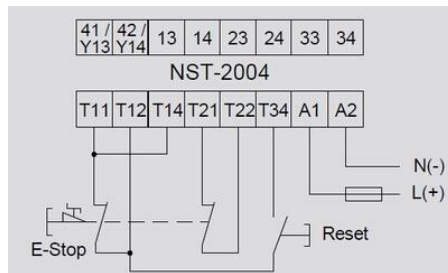 41/ 42/ 13 14 23 24 33 34
Y13 Y14
NST-2004
T11 T12 T14 T21 T22 T34 A1 A2
N(-)
L(+)
E-Stop
Reset